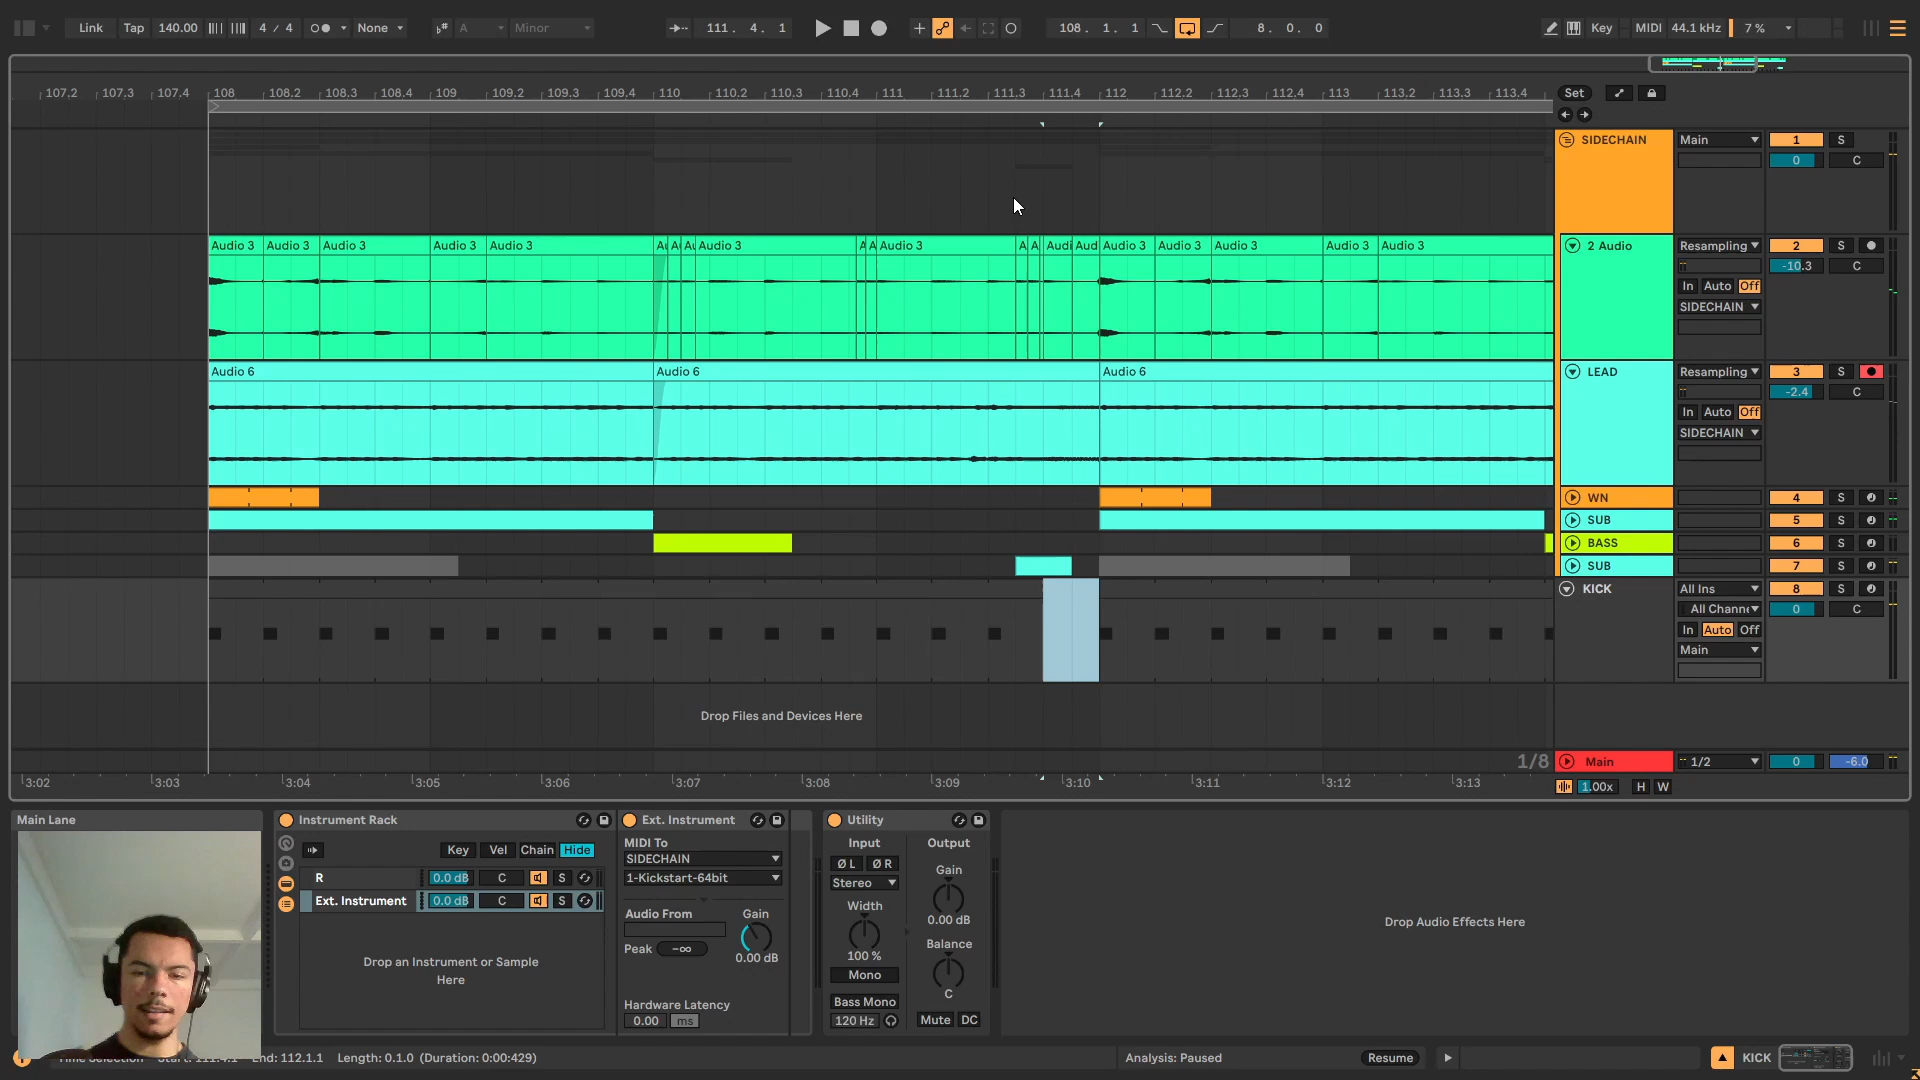 Link Tap 140.00 4 / 4 None A Minor 111. 4. 1 108. 1. 1 8. 0. 0 Key MIDI 44.1 kHz 7 %
107.2 107.3 107.4 108 108.2 108.3 108.4 109 109.2 109.3 109.4 110 110.2 110.3 110.4 111 111.2 111.3 111.4 112 112.2 112.3 112.4 113 113.2 113.3 113.4 Set
SIDECHAIN Main 1 S
0 C
Audio 3 Audio 3 Audio 3 Audio 3 Audio 3 Au A Au Audio 3 A A Audio 3 A A Audi Aud Audio 3 Audio 3 Audio 3 Audio 3 Audio 3 2 Audio Resampling 2 S
-10.3 C
In Auto Off
SIDECHAIN
Audio 6 Audio 6 Audio 6 LEAD Resampling 3 S
-2.4 C
In Auto Off
SIDECHAIN
WN 4 S
SUB 5 S
BASS 6 S
SUB 7 S
KICK All Ins 8 S
All Channe 0 C
In Auto Off
Main
Drop Files and Devices Here
1/8 Main 1/2 0 -6.0
3:02 3:03 3:04 3:05 3:06 3:07 3:08 3:09 3:10 3:11 3:12 3:13 1.00x H W
Main Lane Instrument Rack Ext. Instrument Utility
MIDI To Input Output
Key Vel Chain Hide SIDECHAIN Ø L Ø R
Gain
R 0.0 dB C S 1-Kickstart-64bit Stereo
Ext. Instrument 0.0 dB C S Width
Audio From Gain 0.00 dB
Peak -∞ Balance
0.00 dB 100 %
Drop an Instrument or Sample
Here
Mono
C
Hardware Latency Bass Mono
0.00 ms 120 Hz Mute DC
Drop Audio Effects Here
End: 112.1.1 Length: 0.1.0 (Duration: 0:00:429) Analysis: Paused Resume KICK